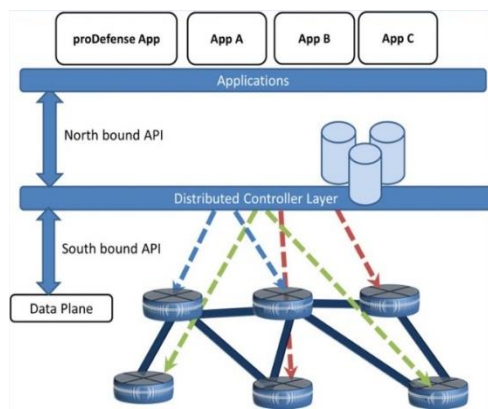 proDefense App
App A
App B
App C
Applications
North bound API
Distributed Controller Layer
South bound API
Data Plane